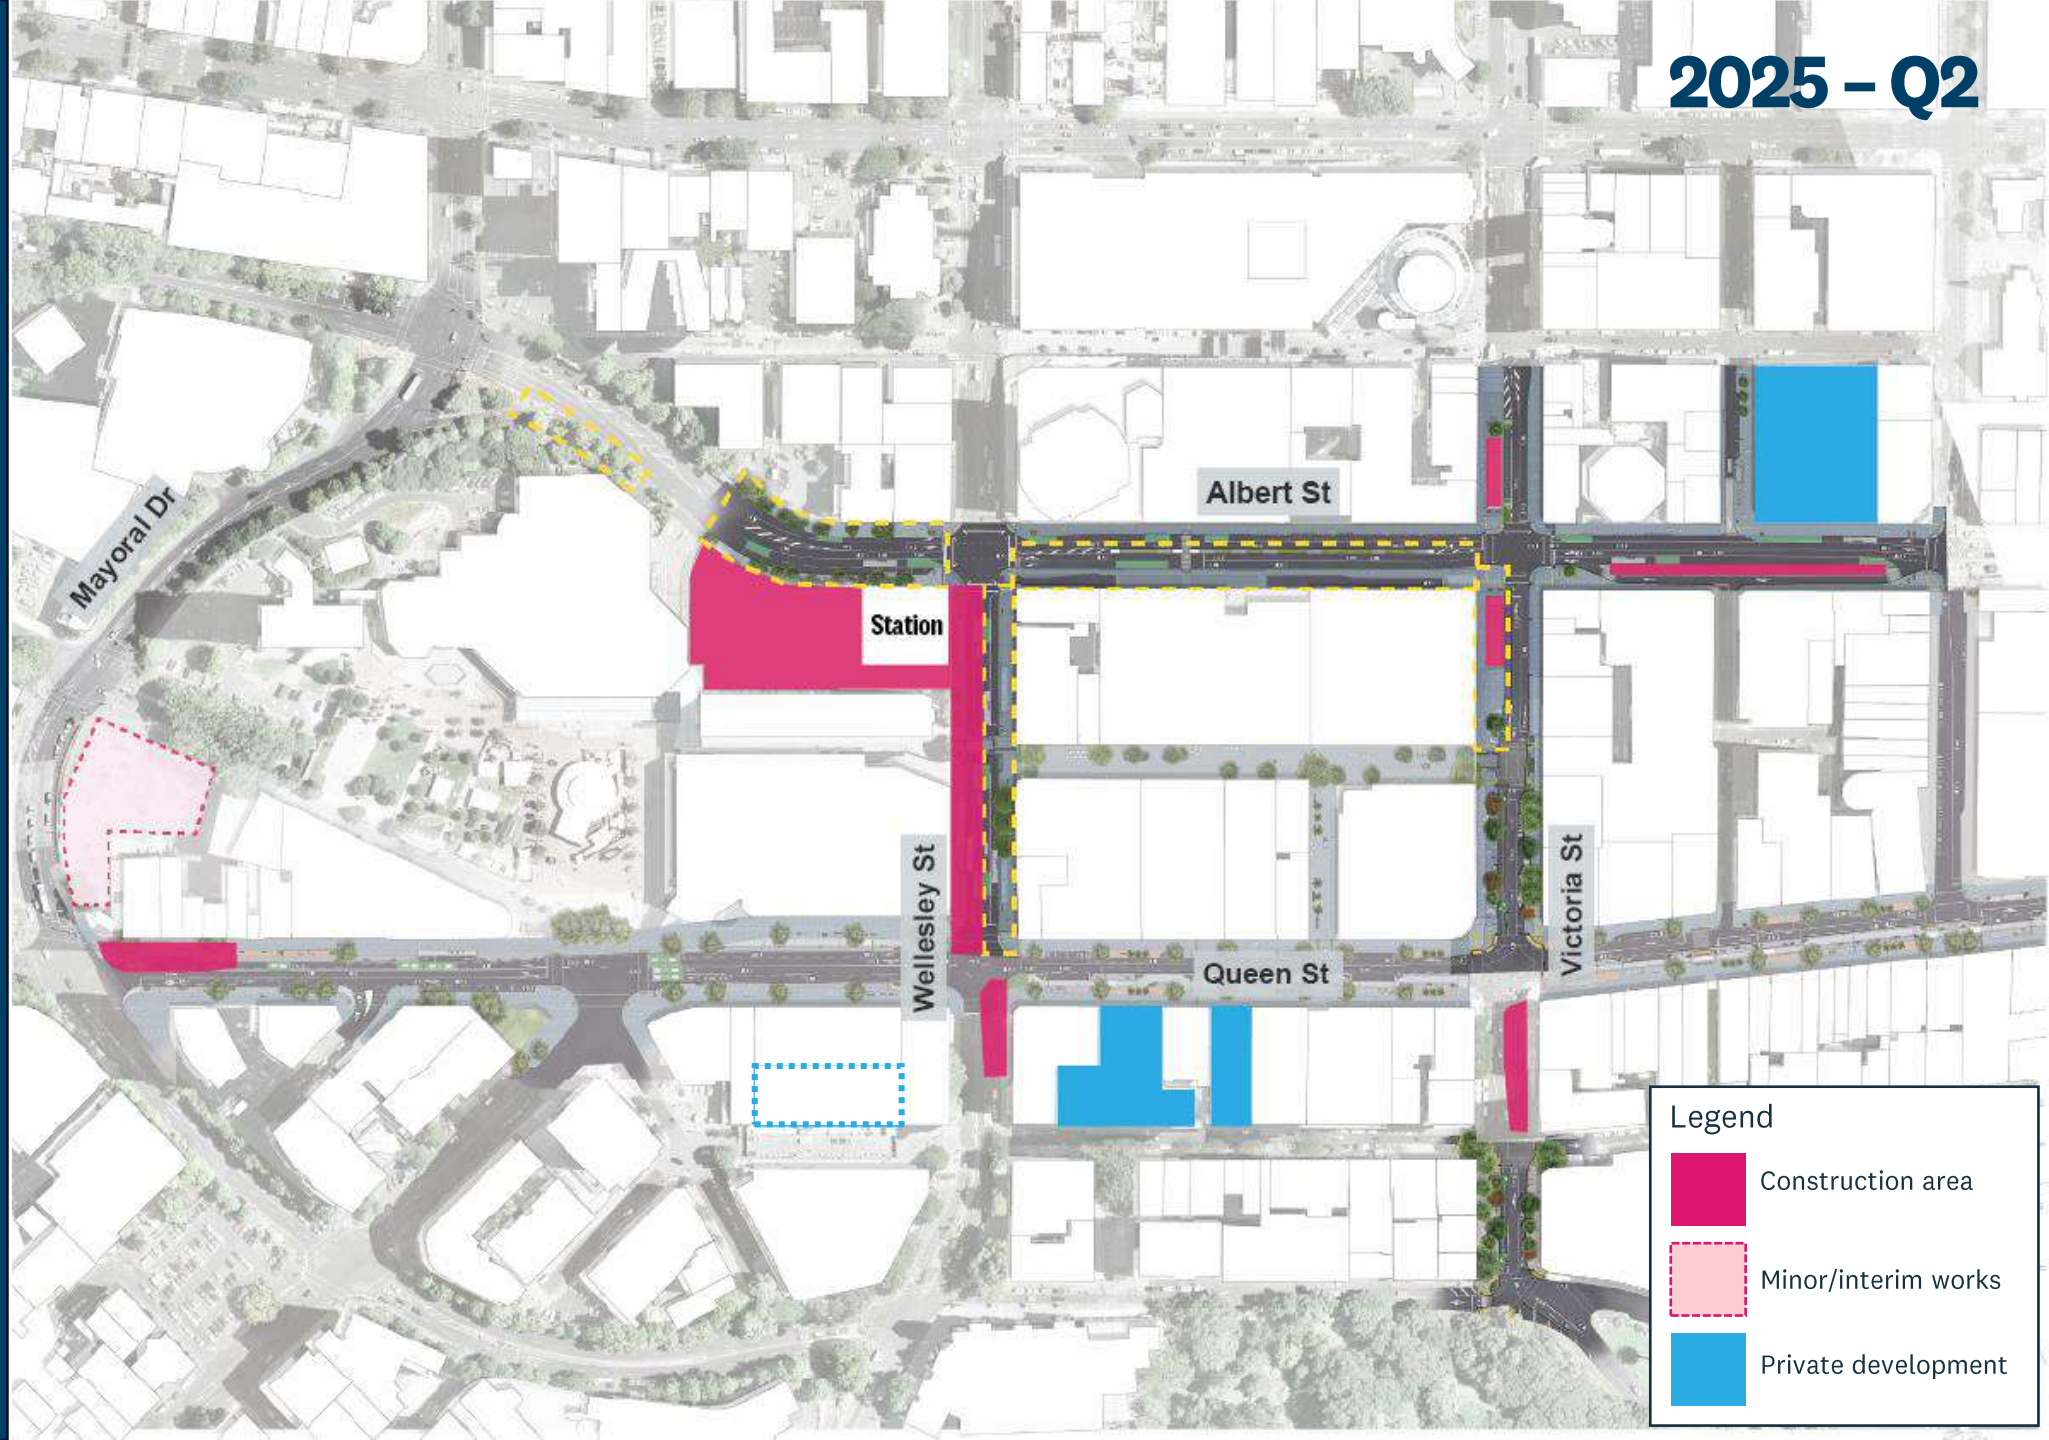 2025 – Q2
Albert St
Mayoral Dr
Station
Wellesley St
Victoria St
Queen St
Legend
Construction area
Minor/interim works
Private development